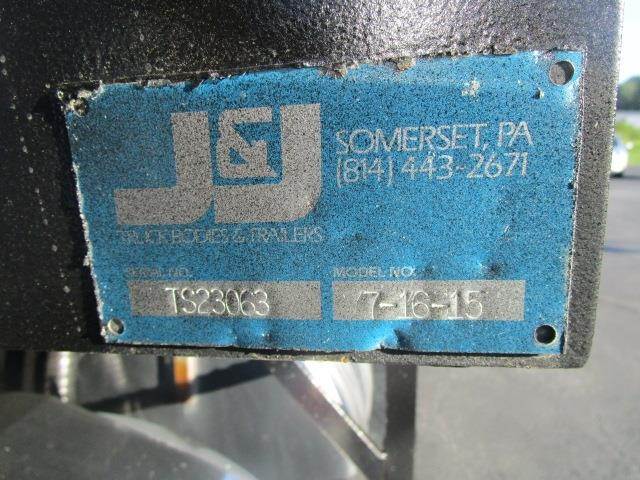 J&J
TRUCK BODIES & TRAILERS
SOMERSET, PA
(814) 443-2671
SERIAL NO.
TS23063
MODEL NO.
7-16-15